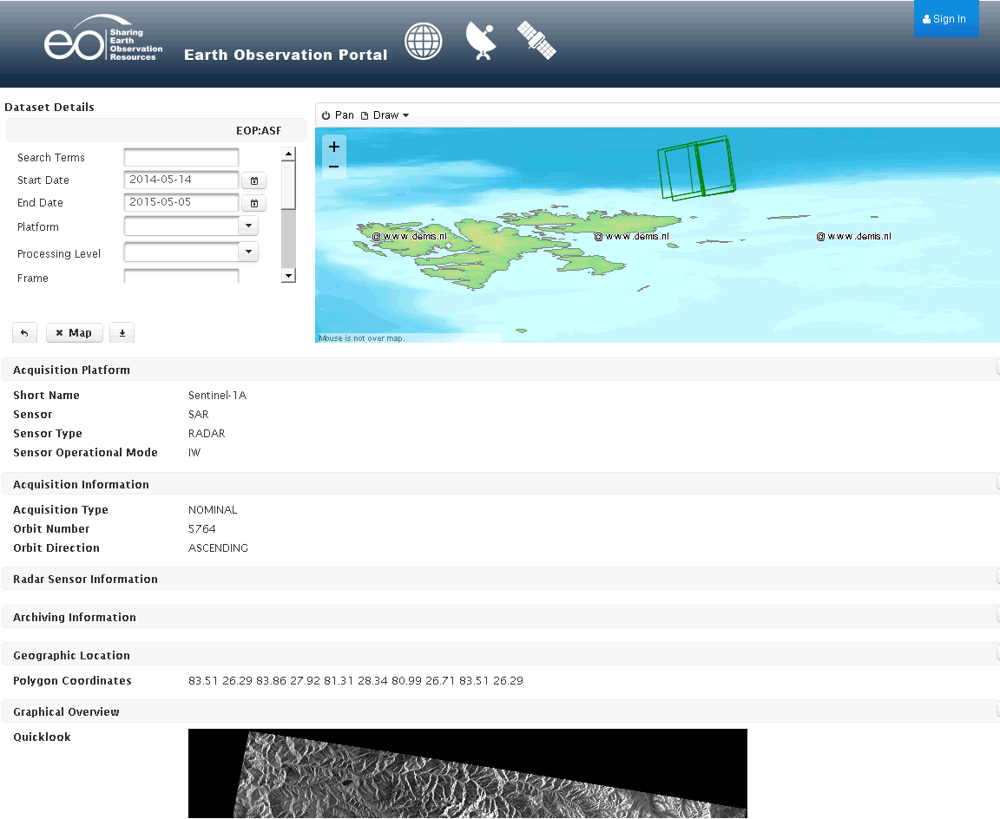 Sign In
eo
Sharing
Earth
Observation
Resources
Earth Observation Portal
Dataset Details
EOP:ASF
Search Terms
Start Date 2014-05-14
End Date 2015-05-05
Platform
Processing Level
Frame
Map
Pan Draw
+
−
@www.demis.nl @www.demis.nl @www.demis.nl
Mouse is not over map.
Acquisition Platform
Short Name Sentinel-1A
Sensor SAR
Sensor Type RADAR
Sensor Operational Mode IW
Acquisition Information
Acquisition Type NOMINAL
Orbit Number 5764
Orbit Direction ASCENDING
Radar Sensor Information
Archiving Information
Geographic Location
Polygon Coordinates 83.51 26.29 83.86 27.92 81.31 28.34 80.99 26.71 83.51 26.29
Graphical Overview
Quicklook